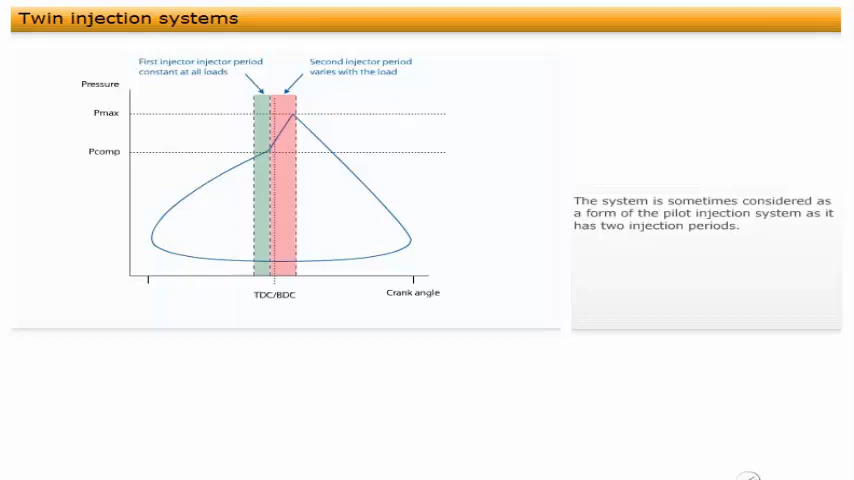 Twin injection systems
First injector injector period
constant at all loads
Second injector period
varies with the load
Pressure
Pmax
Pcomp
TDC/BDC
Crank angle
The system is sometimes considered as
a form of the pilot injection system as it
has two injection periods.